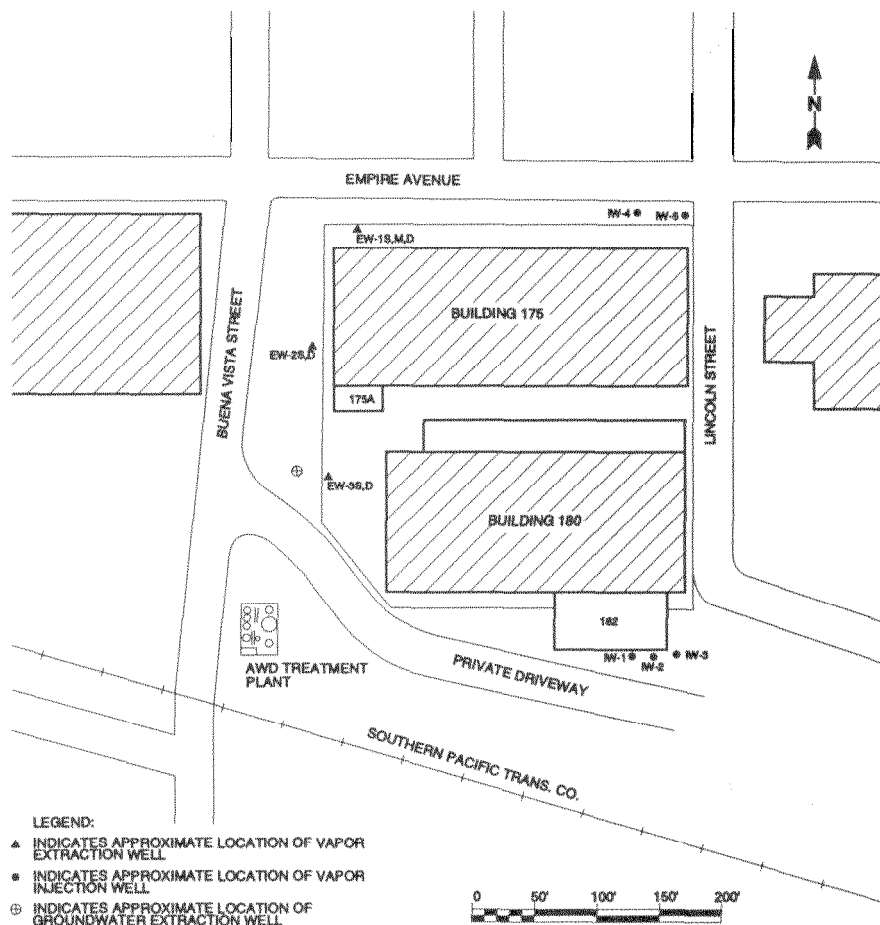 N
EMPIRE AVENUE
IW-4
IW-5
EW-1S,M,D
BUILDING 175
EW-2S,D
BUENA VISTA STREET
LINCOLN STREET
175A
EW-3S,D
BUILDING 180
182
IW-1
IW-2
IW-3
AWD TREATMENT
PLANT
PRIVATE DRIVEWAY
SOUTHERN PACIFIC TRANS. CO.
LEGEND:
INDICATES APPROXIMATE LOCATION OF VAPOR
EXTRACTION WELL
INDICATES APPROXIMATE LOCATION OF VAPOR
INJECTION WELL
INDICATES APPROXIMATE LOCATION OF
GROUNDWATER EXTRACTION WELL
0 50' 100' 150' 200'